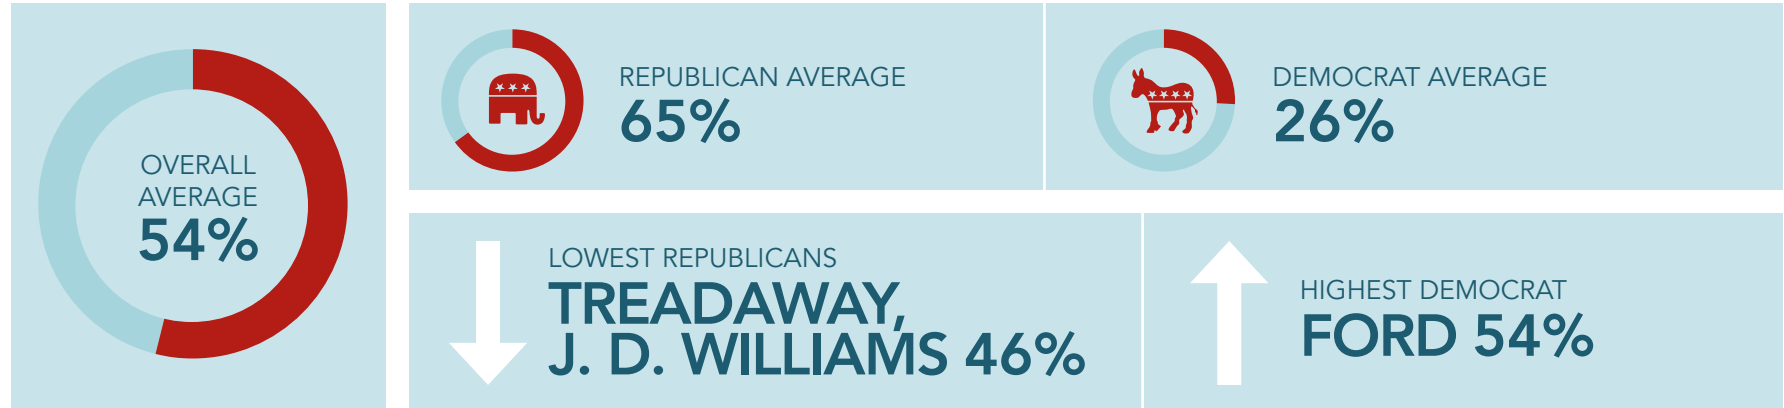 OVERALL
AVERAGE
54%
REPUBLICAN AVERAGE
65%
DEMOCRAT AVERAGE
26%
LOWEST REPUBLICANS
TREADAWAY,
J. D. WILLIAMS 46%
HIGHEST DEMOCRAT
FORD 54%